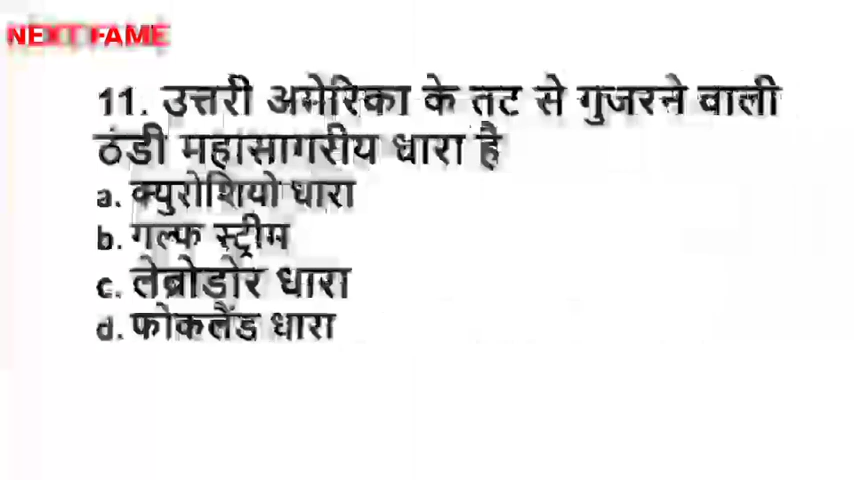 NEXT FAME
11. उत्तरी अमेरिका के तट से गुजरने वाली
ठंडी महासागरीय धारा है
a. क्युरोशियो धारा
b. गल्फ स्ट्रीम
c. लेब्रोडोर धारा
d. फोकलैंड धारा